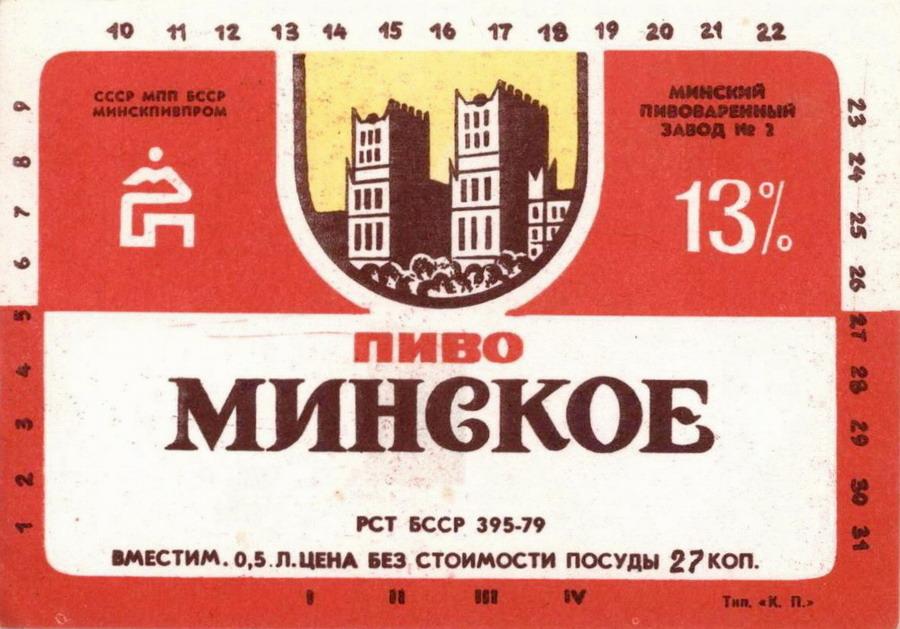 10 11 12 13 14 15 16 17 18 19 20 21 22
СССР МПП БССР
МИНСКПИВПРОМ
МИНСКИЙ
ПИВОВАРЕННЫЙ
ЗАВОД № 2
13%
9
8
7
6
5
4
3
2
1
23
24
25
26
27
28
29
30
31
ПИВО
МИНСКОЕ
РСТ БССР 395-79
ВМЕСТИМ. 0,5 Л. ЦЕНА БЕЗ СТОИМОСТИ ПОСУДЫ 27 КОП.
I II III IV
Тип. «К. П.»